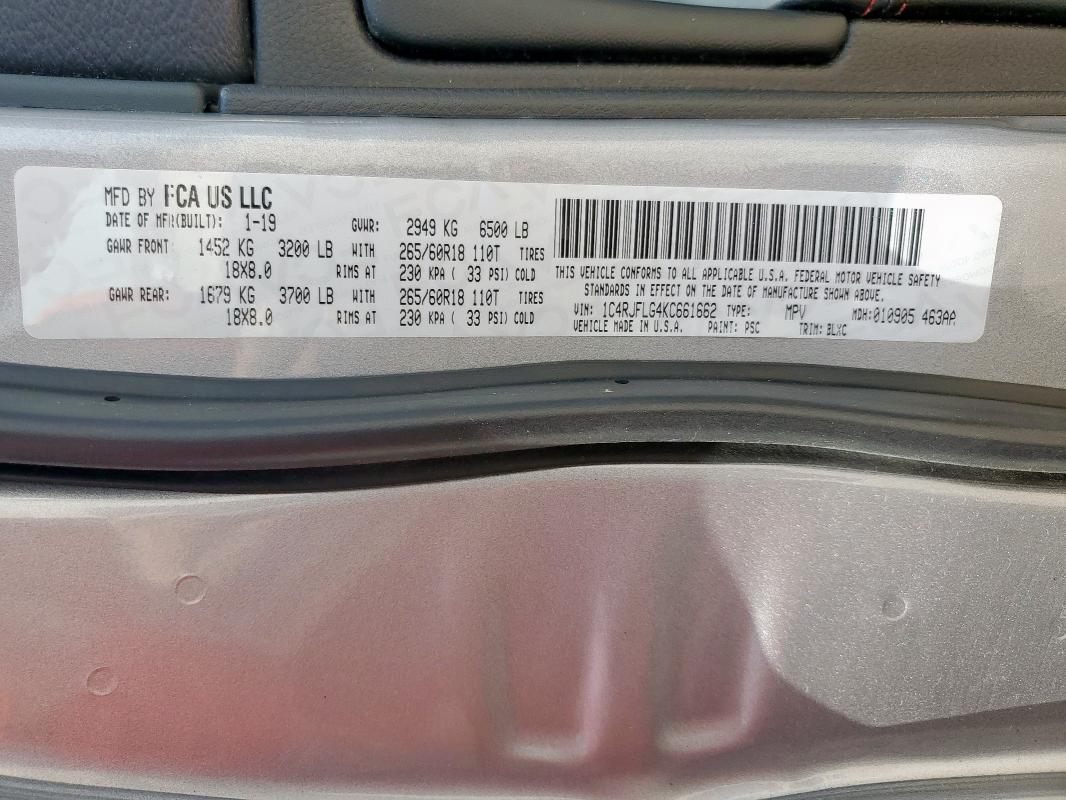 MFD BY FCA US LLC
DATE OF MFR(BUILT): 1-19 GVWR: 2949 KG 6500 LB
GAWR FRONT: 1452 KG 3200 LB WITH 265/60R18 110T TIRES
18X8.0 RIMS AT 230 KPA ( 33 PSI) COLD
GAWR REAR: 1679 KG 3700 LB WITH 265/60R18 110T TIRES
18X8.0 RIMS AT 230 KPA ( 33 PSI) COLD
THIS VEHICLE CONFORMS TO ALL APPLICABLE U.S.A. FEDERAL MOTOR VEHICLE SAFETY
STANDARDS IN EFFECT ON THE DATE OF MANUFACTURE SHOWN ABOVE.
VIN: 1C4RJFLG4KC661662 TYPE: MPV MDH:010905 463AA
VEHICLE MADE IN U.S.A. PAINT: PSC TRIM: BLXC